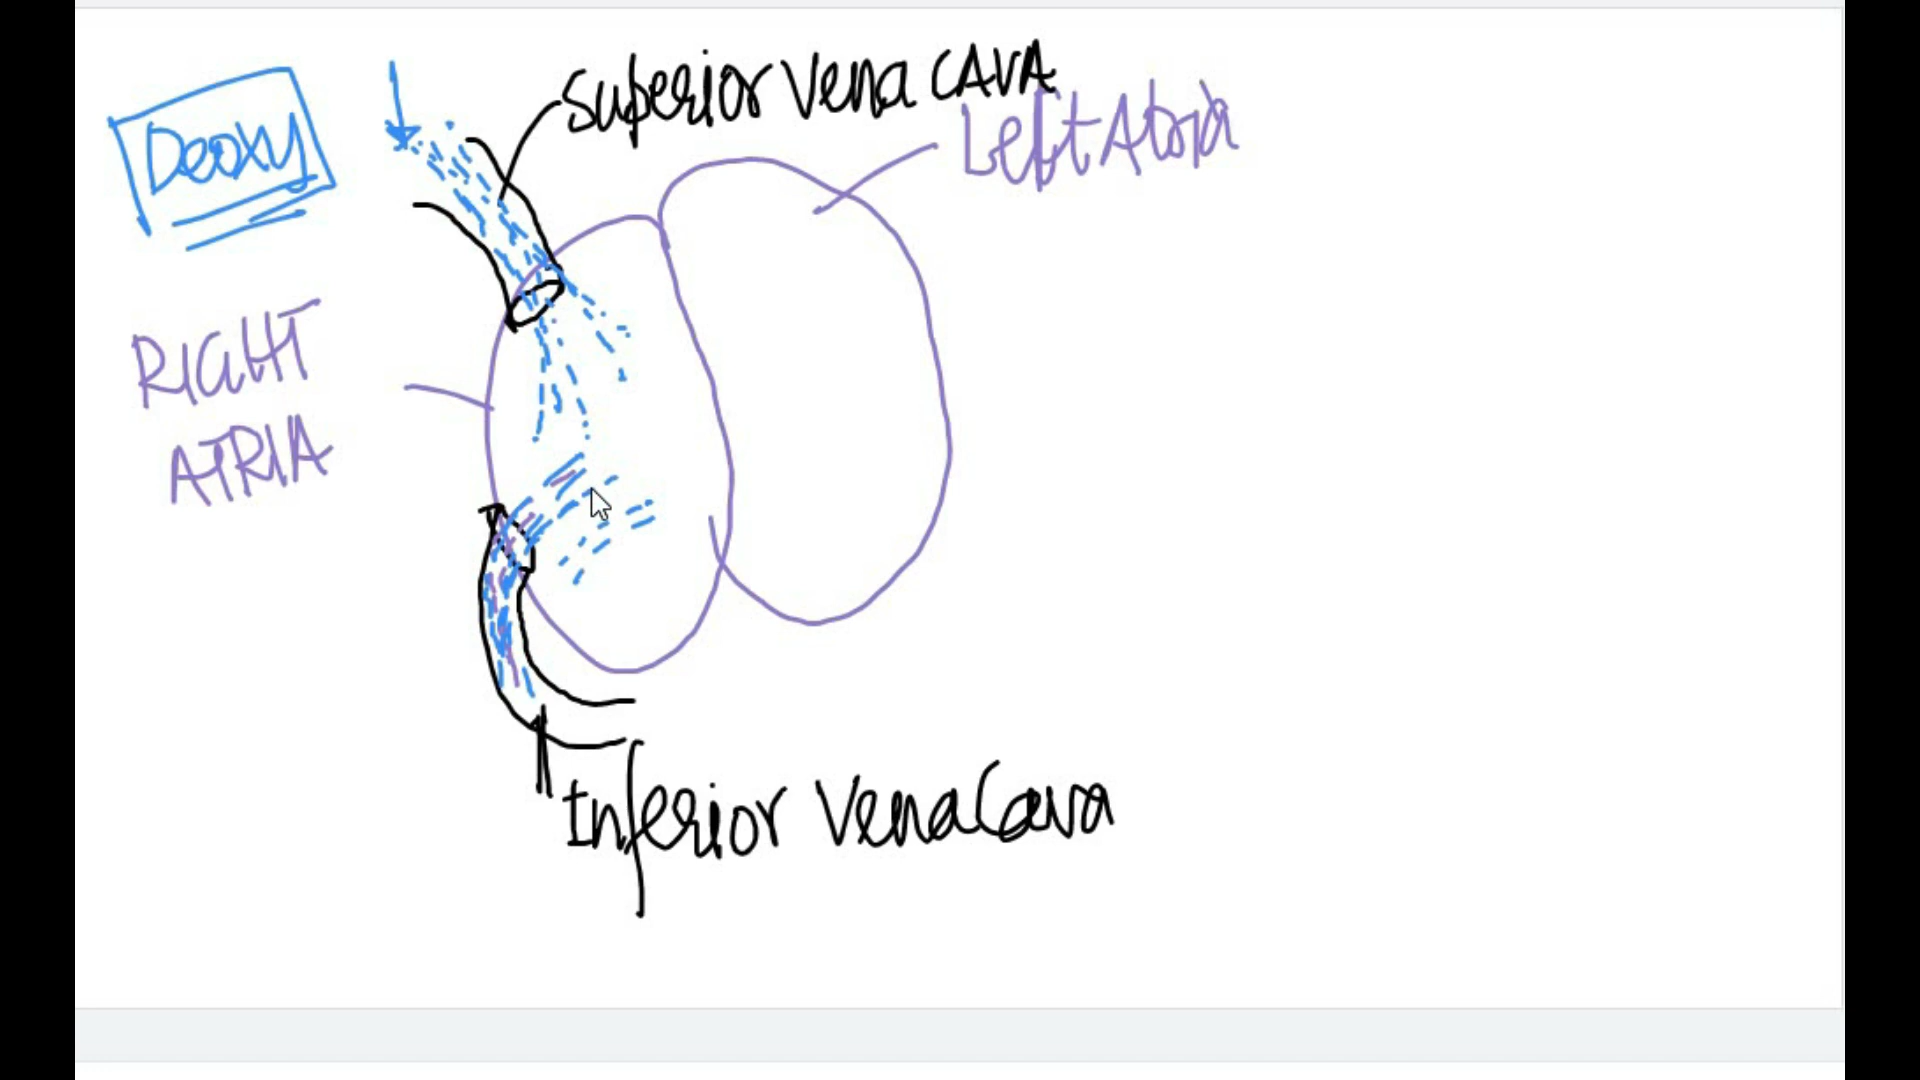 Superior Vena CAVA
Left Atria
Deoxy
RIGHT
ATRIA
Inferior Vena Cava